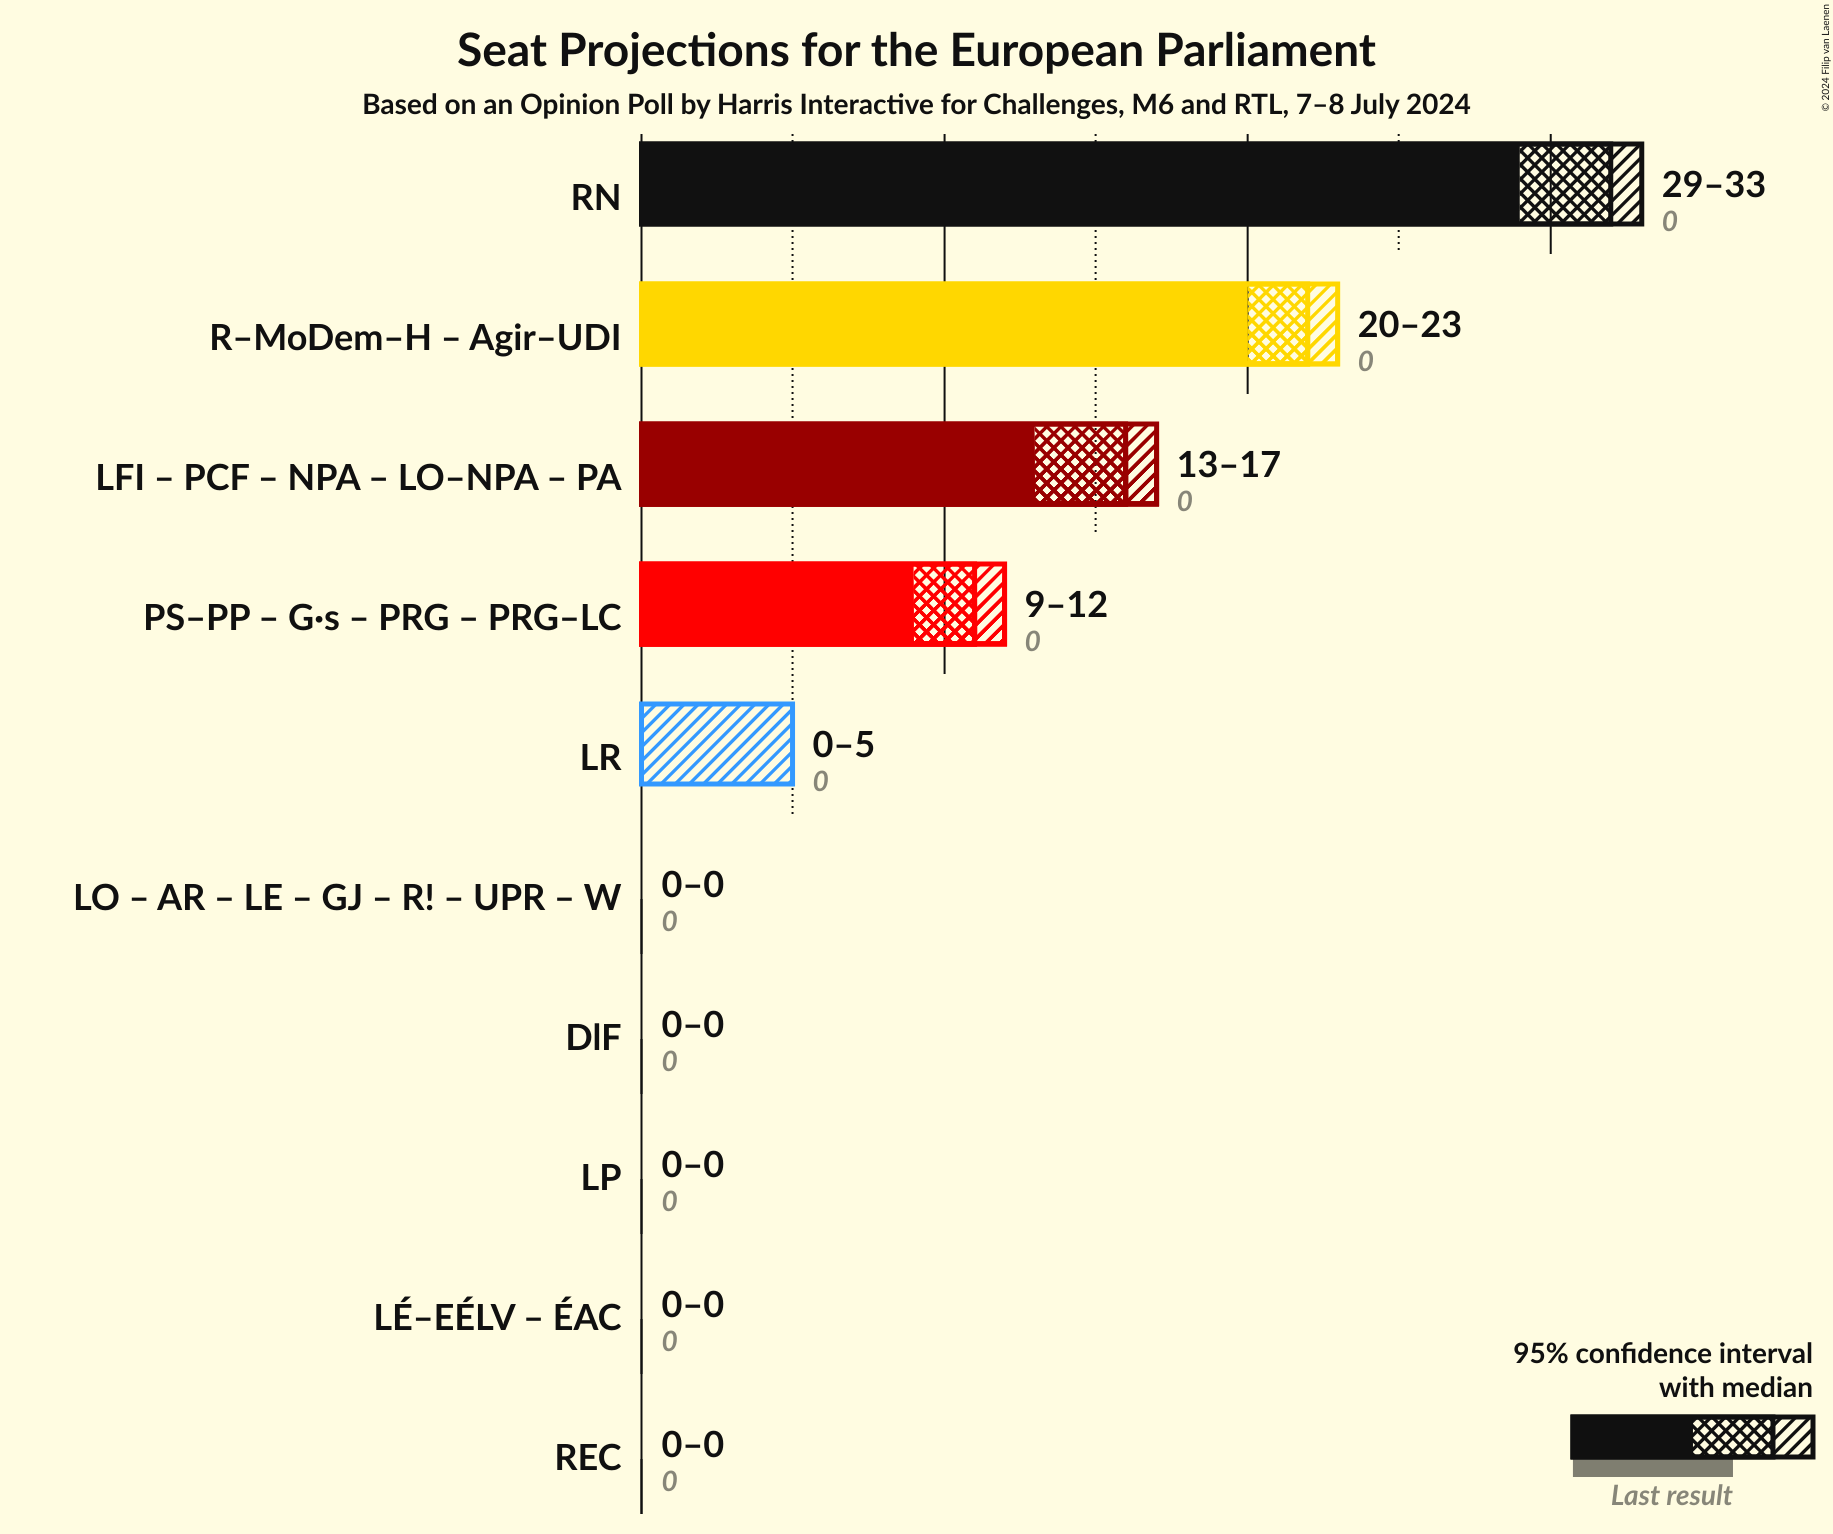 Seat Projections for the European Parliament
Based on an Opinion Poll by Harris Interactive for Challenges, M6 and RTL, 7–8 July 2024
© 2024 Filip van Laenen
RN
29–33
0
R–MoDem–H – Agir–UDI
20–23
0
LFI – PCF – NPA – LO–NPA – PA
13–17
0
PS–PP – G·s – PRG – PRG–LC
9–12
0
LR
0–5
0
LO – AR – LE – GJ – R! – UPR – W
0–0
0
DlF
0–0
0
LP
0–0
0
LÉ–EÉLV – ÉAC
0–0
0
REC
0–0
0
95% confidence interval
with median
Last result